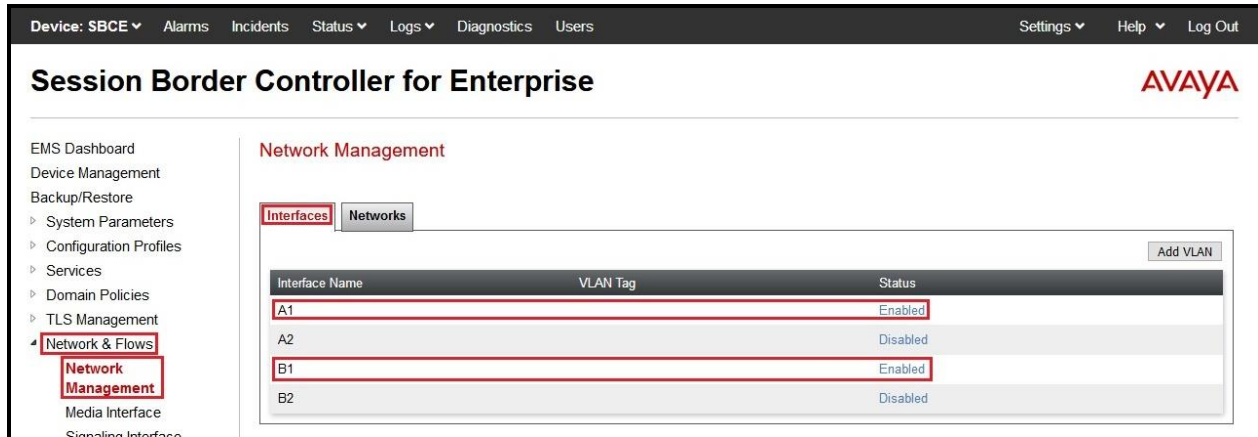 Device: SBCE Alarms Incidents Status Logs Diagnostics Users Settings Help Log Out
Session Border Controller for Enterprise
AVAYA
EMS Dashboard
Device Management
Backup/Restore
System Parameters
Configuration Profiles
Services
Domain Policies
TLS Management
Network & Flows
Network
Management
Media Interface
Signaling Interface
Network Management
Interfaces Networks
Add VLAN
Interface Name VLAN Tag Status
A1 Enabled
A2 Disabled
B1 Enabled
B2 Disabled